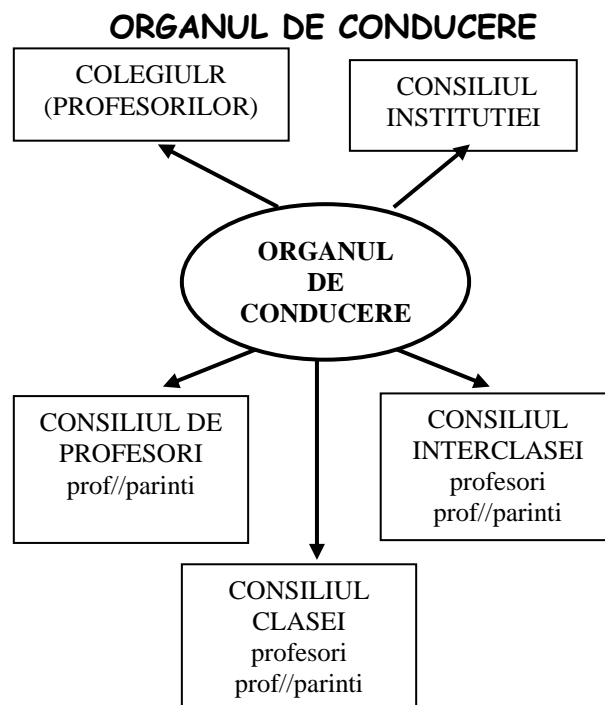 ORGANUL DE CONDUCERE
COLEGIULR
(PROFESORILOR)
CONSILIUL
INSTITUTIEI
ORGANUL
DE
CONDUCERE
CONSILIUL DE
PROFESORI
prof//parinti
CONSILIUL
INTERCLASEI
profesori
prof//parinti
CONSILIUL
CLASEI
profesori
prof//parinti